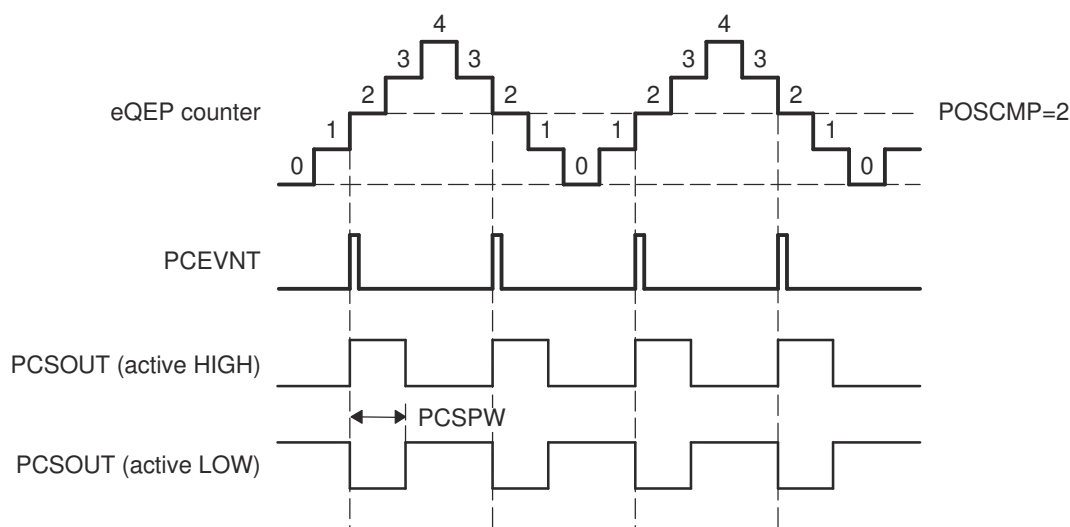 4 4
3 3 3 3
eQEP counter 2 2 2 2 POSCMP=2
1 1 1 1
0 0 0
PCEVNT
PCSOUT (active HIGH)
PCSPW
PCSOUT (active LOW)